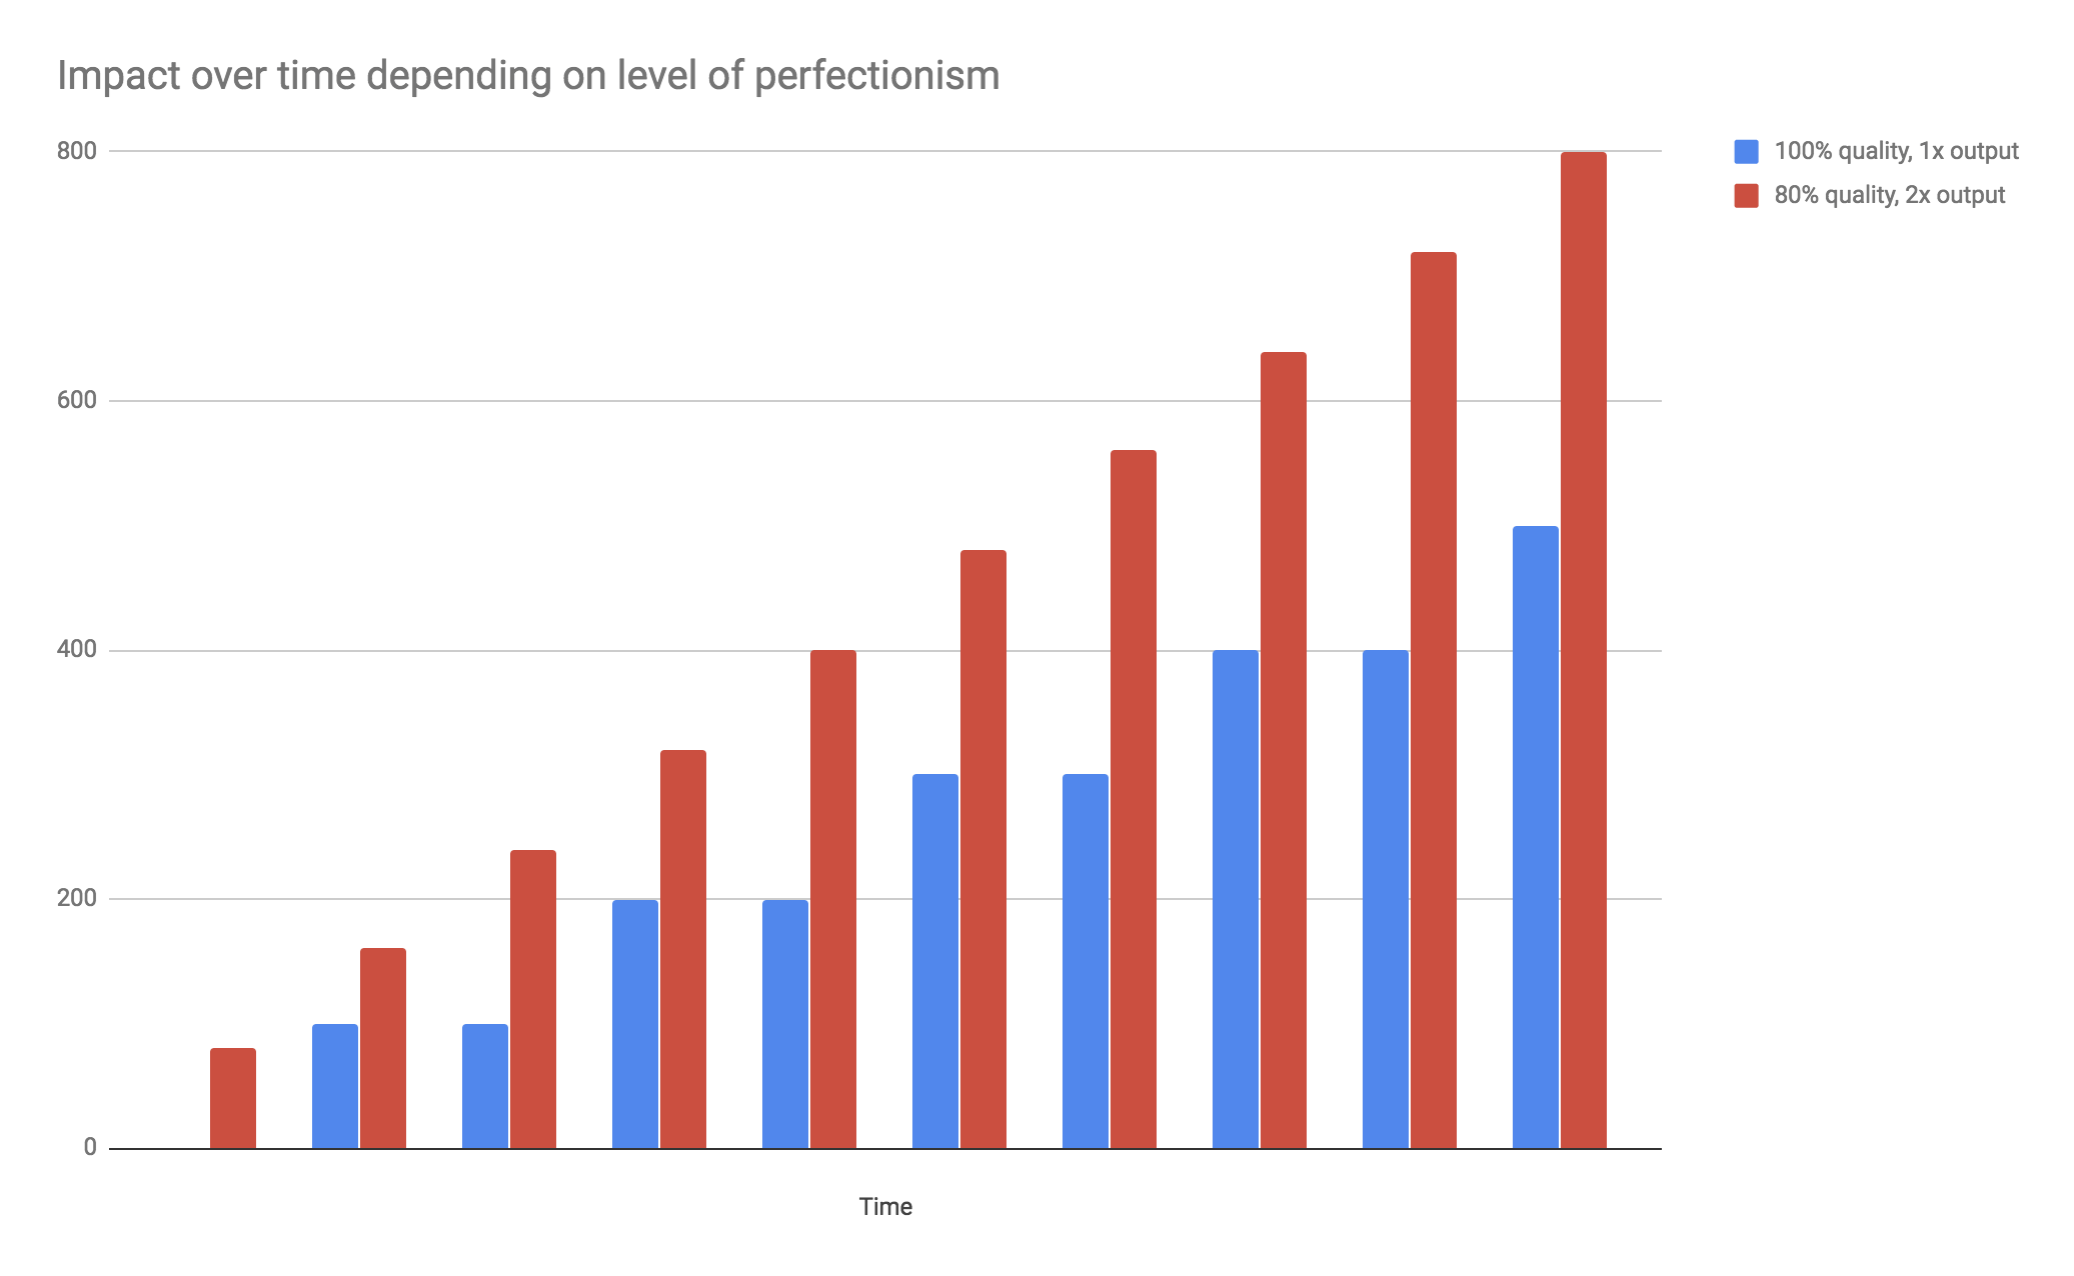 Impact over time depending on level of perfectionism
800
600
400
200
0
100% quality, 1x output
80% quality, 2x output
Time